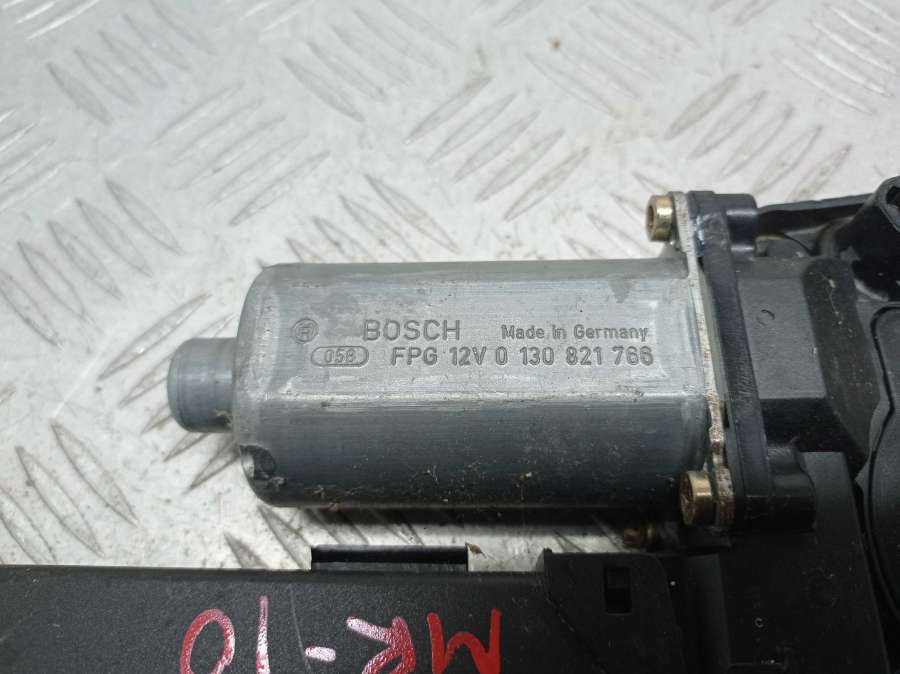 BOSCH Made in Germany
058 FPG 12V 0 130 821 766
MR-10